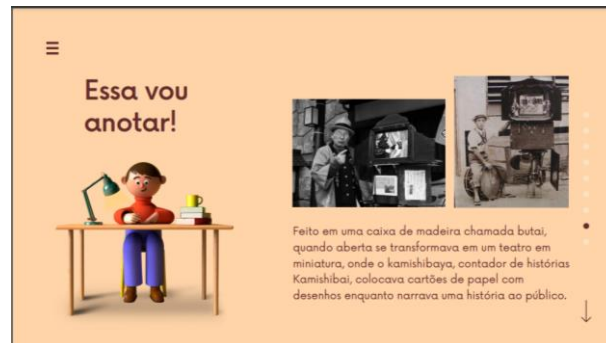 Essa vou
anotar!
Feito em uma caixa de madeira chamada butai,
quando aberta se transformava em um teatro em
miniatura, onde o kamishibaya, contador de histórias
Kamishibai, colocava cartões de papel com
desenhos enquanto narrava uma história ao público.